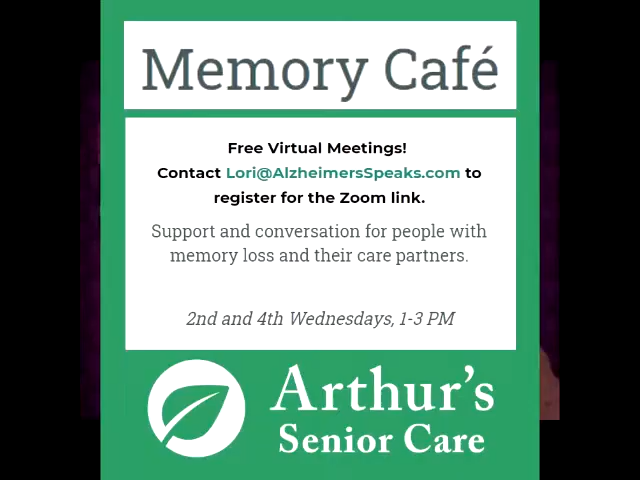 Memory Café
Free Virtual Meetings!
Contact Lori@AlzheimersSpeaks.com to
register for the Zoom link.
Support and conversation for people with
memory loss and their care partners.
2nd and 4th Wednesdays, 1-3 PM
Arthur's
Senior Care